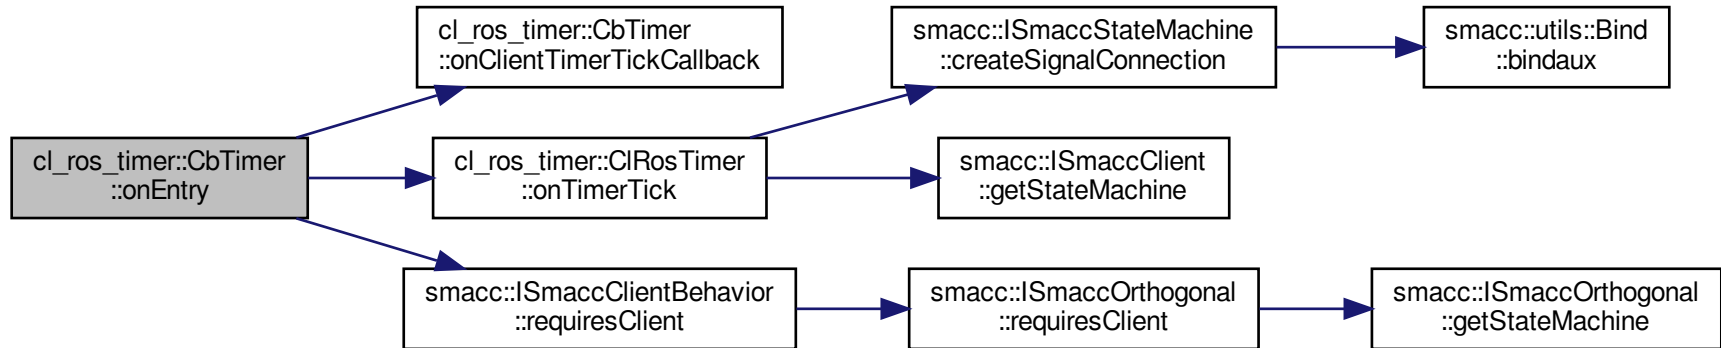 cl_ros_timer::CbTimer
::onEntry
cl_ros_timer::CbTimer
::onClientTimerTickCallback
cl_ros_timer::ClRosTimer
::onTimerTick
smacc::ISmaccClientBehavior
::requiresClient
smacc::ISmaccStateMachine
::createSignalConnection
smacc::ISmaccClient
::getStateMachine
smacc::ISmaccOrthogonal
::requiresClient
smacc::utils::Bind
::bindaux
smacc::ISmaccOrthogonal
::getStateMachine